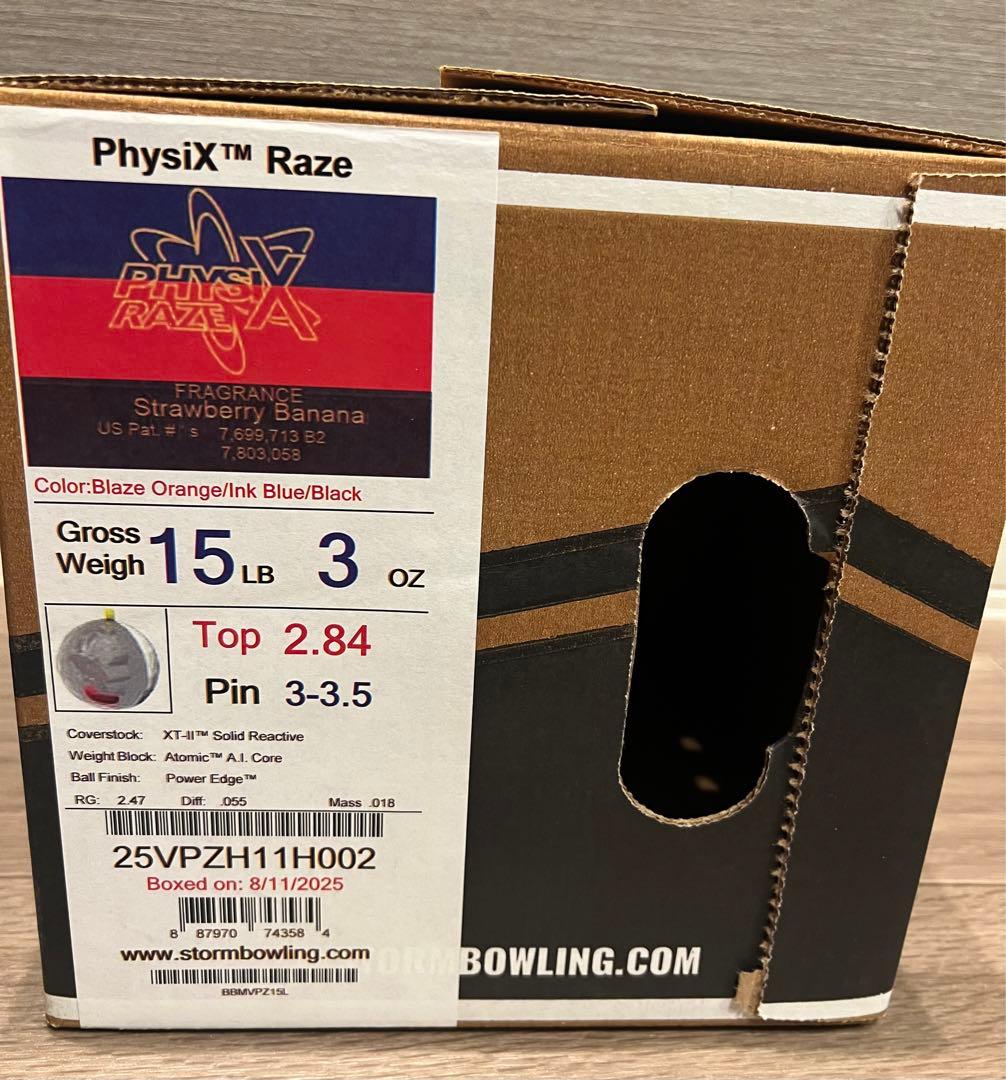 PhysiX™ Raze
PHYSIX
RAZE
FRAGRANCE
Strawberry Banana
US Pat. #'s 7,699,713 B2
7,803,058
Color:Blaze Orange/Ink Blue/Black
Gross
Weigh 15 LB 3 OZ
Top 2.84
Pin 3-3.5
Coverstock: XT-II™ Solid Reactive
Weight Block: Atomic™ A.I. Core
Ball Finish: Power Edge™
RG: 2.47 Diff: .055 Mass .018
25VPZH11H002
Boxed on: 8/11/2025
8 87970 74358 4
www.stormbowling.com
BBMVPZ15L
STORMBOWLING.COM